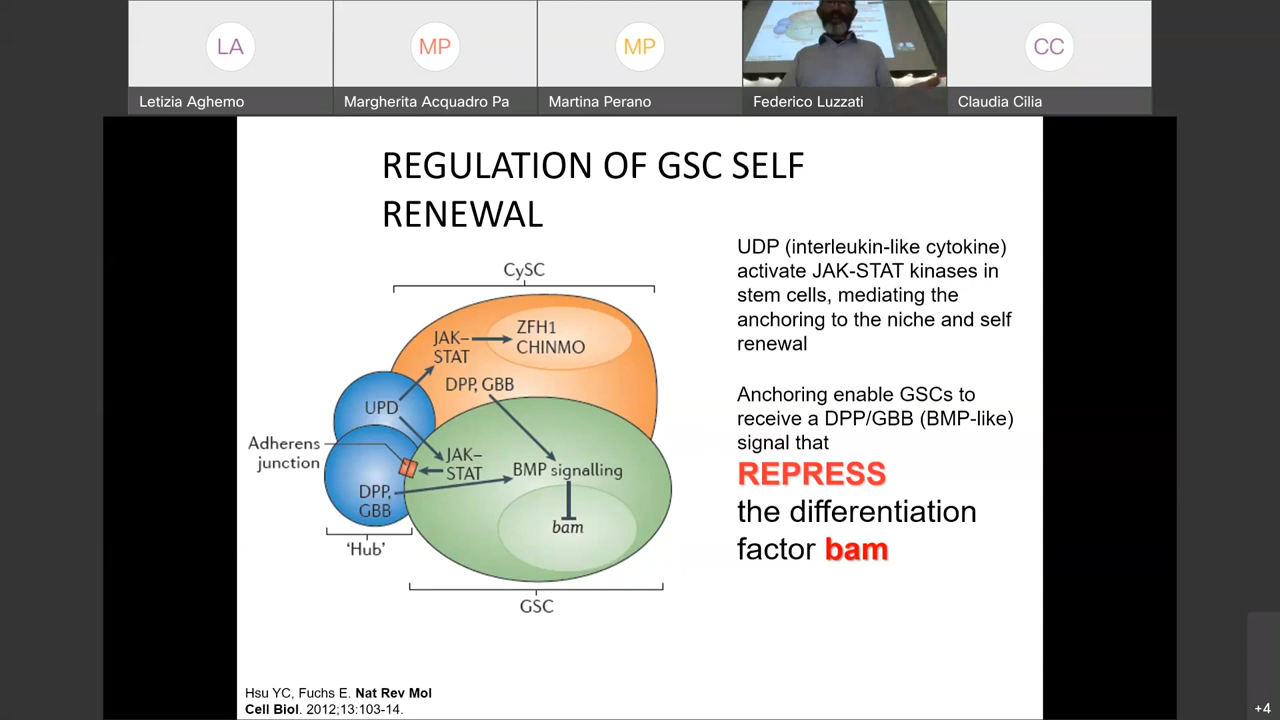 LA
MP
MP
CC
Letizia Aghemo
Margherita Acquadro Pa
Martina Perano
Federico Luzzati
Claudia Cilia
REGULATION OF GSC SELF
RENEWAL
UDP (interleukin-like cytokine)
activate JAK-STAT kinases in
stem cells, mediating the
anchoring to the niche and self
renewal
Anchoring enable GSCs to
receive a DPP/GBB (BMP-like)
signal that
REPRESS
the differentiation
factor bam
CySC
JAK–
STAT
ZFH1
CHINMO
DPP, GBB
UPD
Adherens
junction
JAK–
STAT
BMP signalling
DPP,
GBB
bam
‘Hub’
GSC
Hsu YC, Fuchs E. Nat Rev Mol
Cell Biol. 2012;13:103-14.
+4